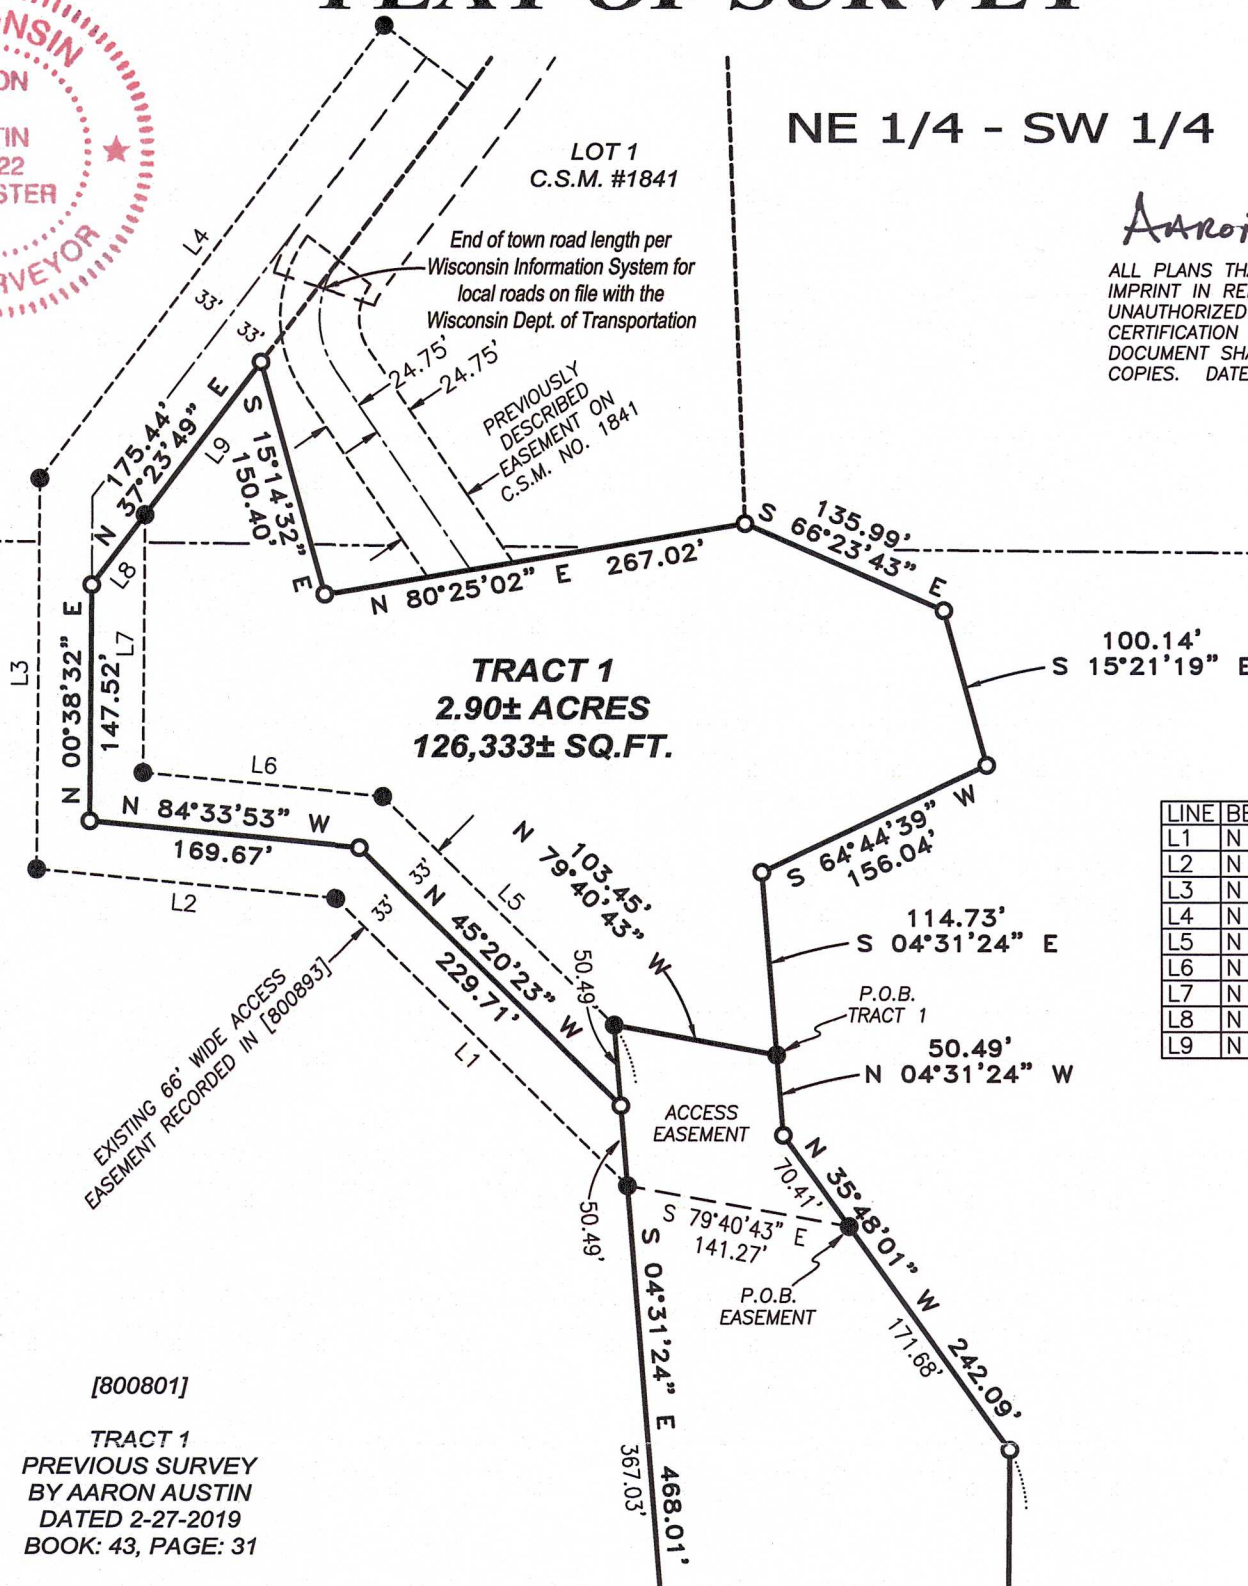 PLAT OF SURVEY
NE 1/4 - SW 1/4
LOT 1
C.S.M. #1841
End of town road length per
Wisconsin Information System for
local roads on file with the
Wisconsin Dept. of Transportation
ALL PLANS
IMPRINT IN
UNAUTHORIZED
CERTIFICATION
DOCUMENT
COPIES. DATE
L4
33'
33'
24.75'
24.75'
PREVIOUSLY
DESCRIBED
EASEMENT ON
C.S.M. NO. 1841
175.44'
N 37°23'49" E
L9
S 15°14'32" E
150.40'
N 80°25'02" E 267.02'
135.99'
S 66°23'43" E
100.14'
S 15°21'19" E
L8
L7
L3
N 00°38'32" E
147.52'
TRACT 1
2.90± ACRES
126,333± SQ.FT.
L6
N 84°33'53" W
169.67'
L2
33'
33'
L5
N 45°20'23" W
229.71'
103.45'
N 79°40'43" W
S 64°44'39" W
156.04'
114.73'
S 04°31'24" E
P.O.B.
TRACT 1
50.49'
N 04°31'24" W
50.49'
EXISTING 66' WIDE ACCESS
EASEMENT RECORDED IN [800893]
L1
ACCESS
EASEMENT
50.49'
S 79°40'43" E
141.27'
70.41'
N 35°48'01" W 242.09'
171.68'
P.O.B.
EASEMENT
S 04°31'24" E 468.01'
367.03'
LINE
L1 N
L2 N
L3 N
L4 N
L5 N
L6 N
L7 N
L8 N
L9 N
[800801]
TRACT 1
PREVIOUS SURVEY
BY AARON AUSTIN
DATED 2-27-2019
BOOK: 43, PAGE: 31